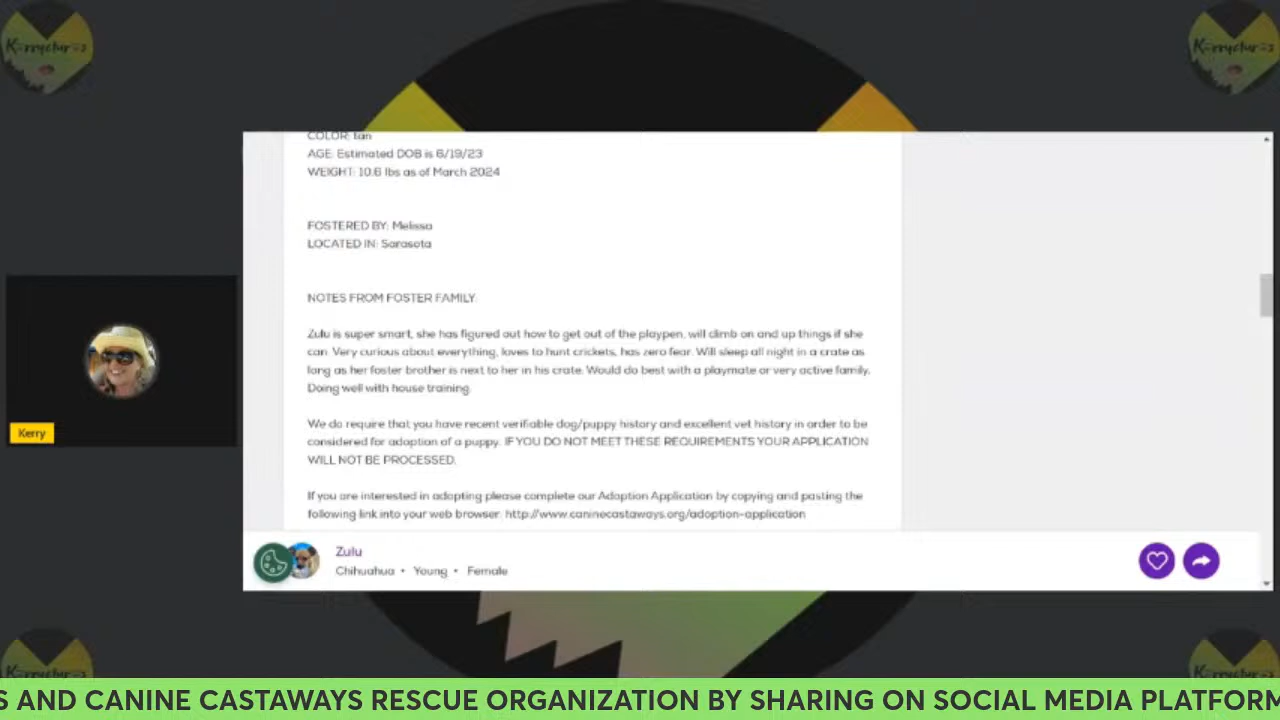 Kerryctures
Kerryctures
COLOR: tan
AGE: Estimated DOB is 6/19/23
WEIGHT: 10.6 lbs as of March 2024
FOSTERED BY: Melissa
LOCATED IN: Sarasota
NOTES FROM FOSTER FAMILY:
Zulu is super smart, she has figured out how to get out of the playpen, will climb on and up things if she
can. Very curious about everything, loves to hunt crickets, has zero fear. Will sleep all night in a crate as
long as her foster brother is next to her in his crate. Would do best with a playmate or very active family.
Doing well with house training.
We do require that you have recent verifiable dog/puppy history and excellent vet history in order to be
considered for adoption of a puppy. IF YOU DO NOT MEET THESE REQUIREMENTS YOUR APPLICATION
WILL NOT BE PROCESSED.
If you are interested in adopting please complete our Adoption Application by copying and pasting the
following link into your web browser: http://www.caninecastaways.org/adoption-application
Kerry
Zulu
Chihuahua • Young • Female
Kerryctures
Kerryctures
S AND CANINE CASTAWAYS RESCUE ORGANIZATION BY SHARING ON SOCIAL MEDIA PLATFORM